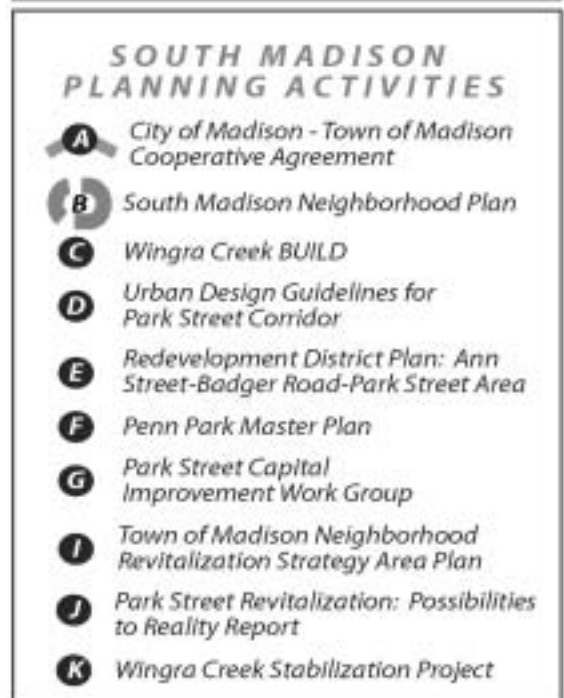 SOUTH MADISON
PLANNING ACTIVITIES
A City of Madison - Town of Madison
Cooperative Agreement
B South Madison Neighborhood Plan
C Wingra Creek BUILD
D Urban Design Guidelines for
Park Street Corridor
E Redevelopment District Plan: Ann
Street-Badger Road-Park Street Area
F Penn Park Master Plan
G Park Street Capital
Improvement Work Group
I Town of Madison Neighborhood
Revitalization Strategy Area Plan
J Park Street Revitalization: Possibilities
to Reality Report
K Wingra Creek Stabilization Project